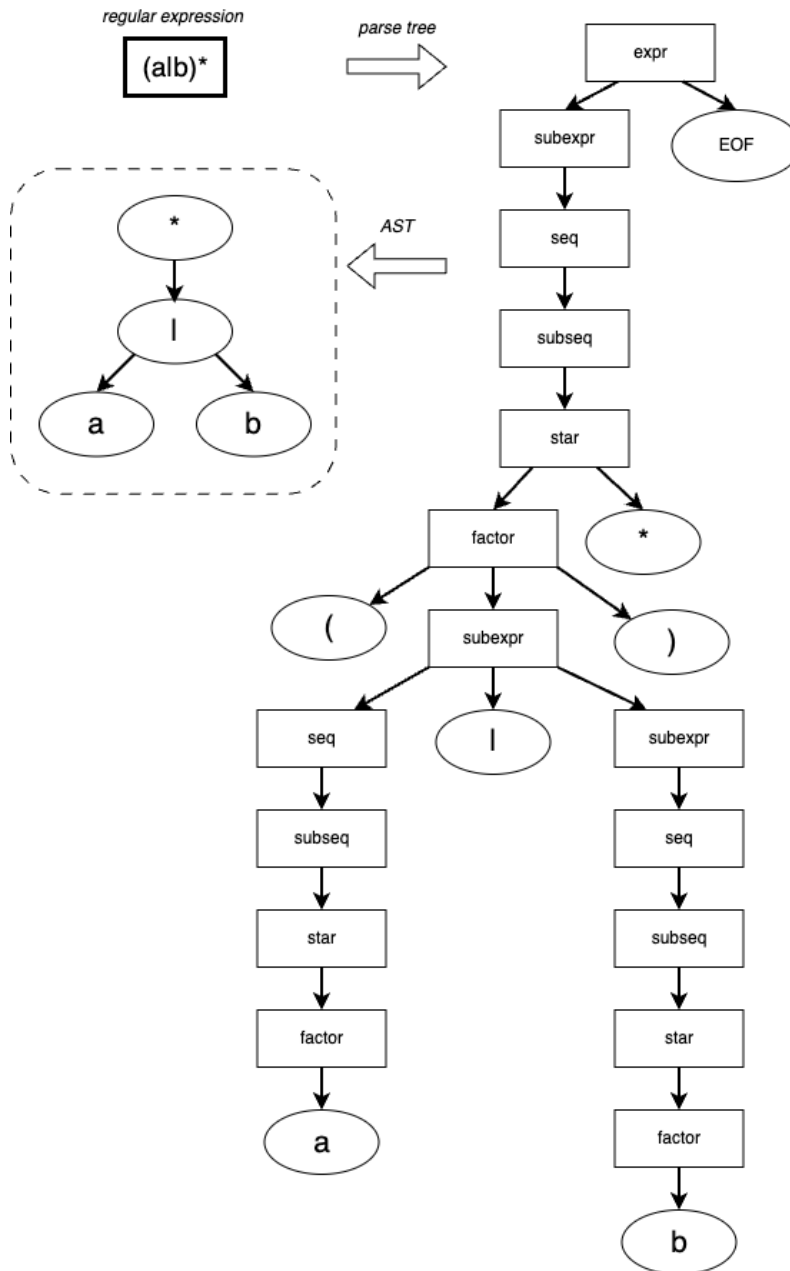 regular expression
(a|b)*
parse tree
expr
subexpr
EOF
AST
*
seq
|
subseq
a
b
star
factor
*
(
subexpr
)
seq
|
subexpr
subseq
seq
star
subseq
factor
star
a
factor
b